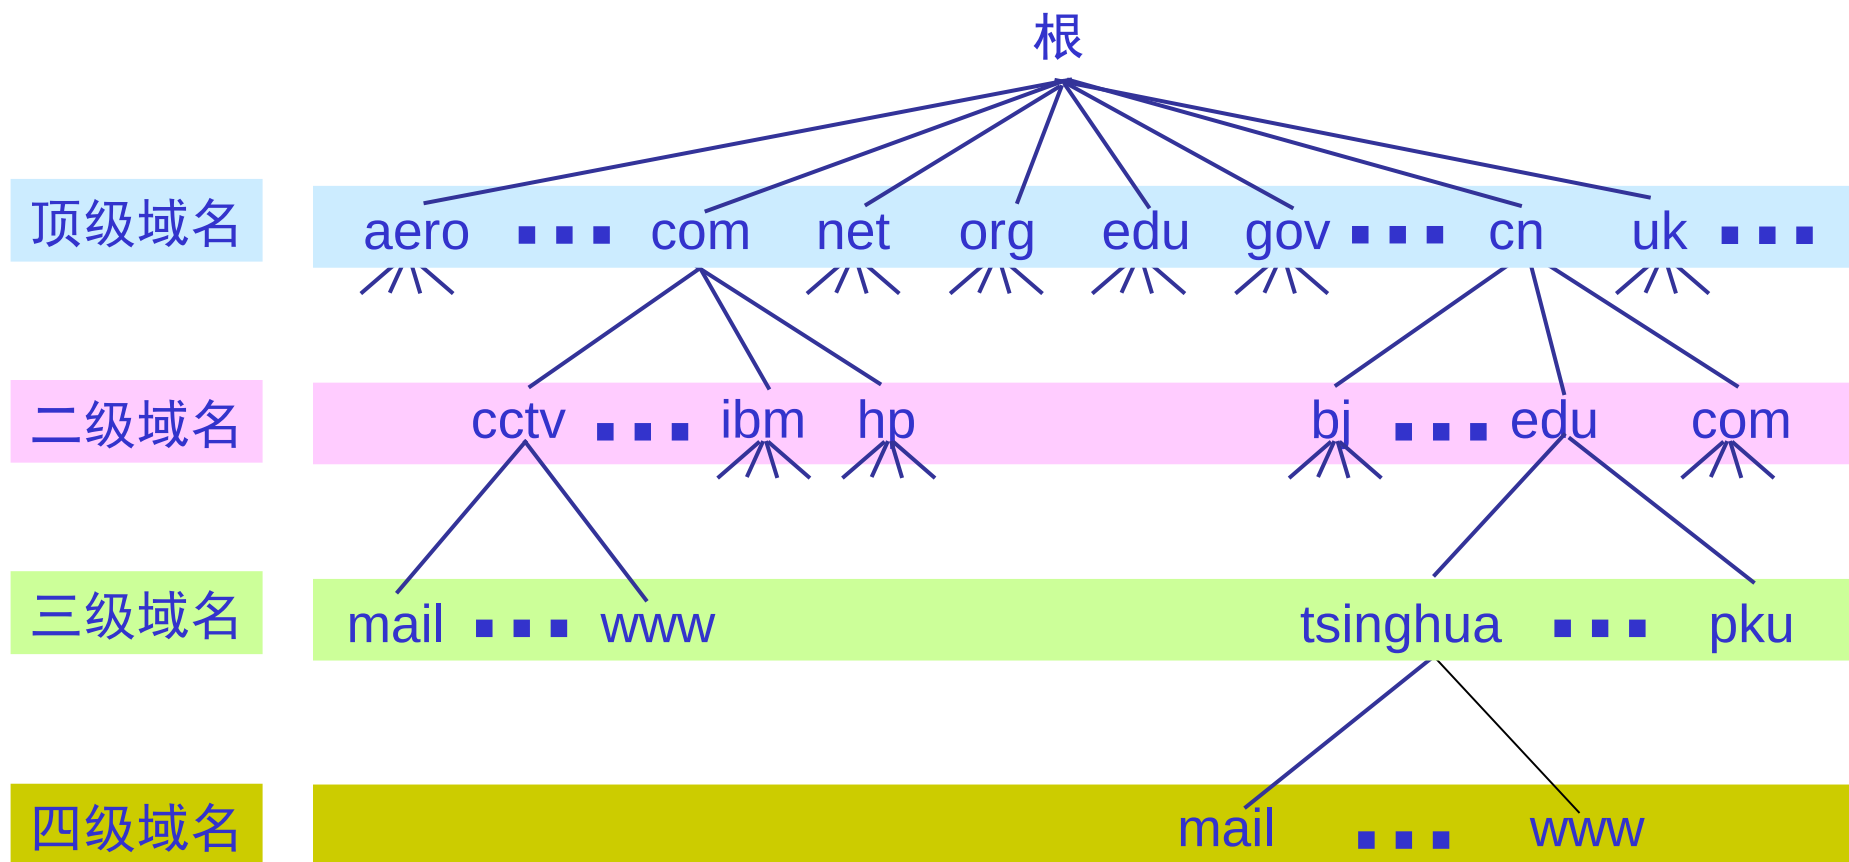 根
顶级域名 aero ... com net org edu gov ... cn uk ...
二级域名 cctv ... ibm hp bj ... edu com
三级域名 mail ... www tsinghua ... pku
四级域名 mail ... www